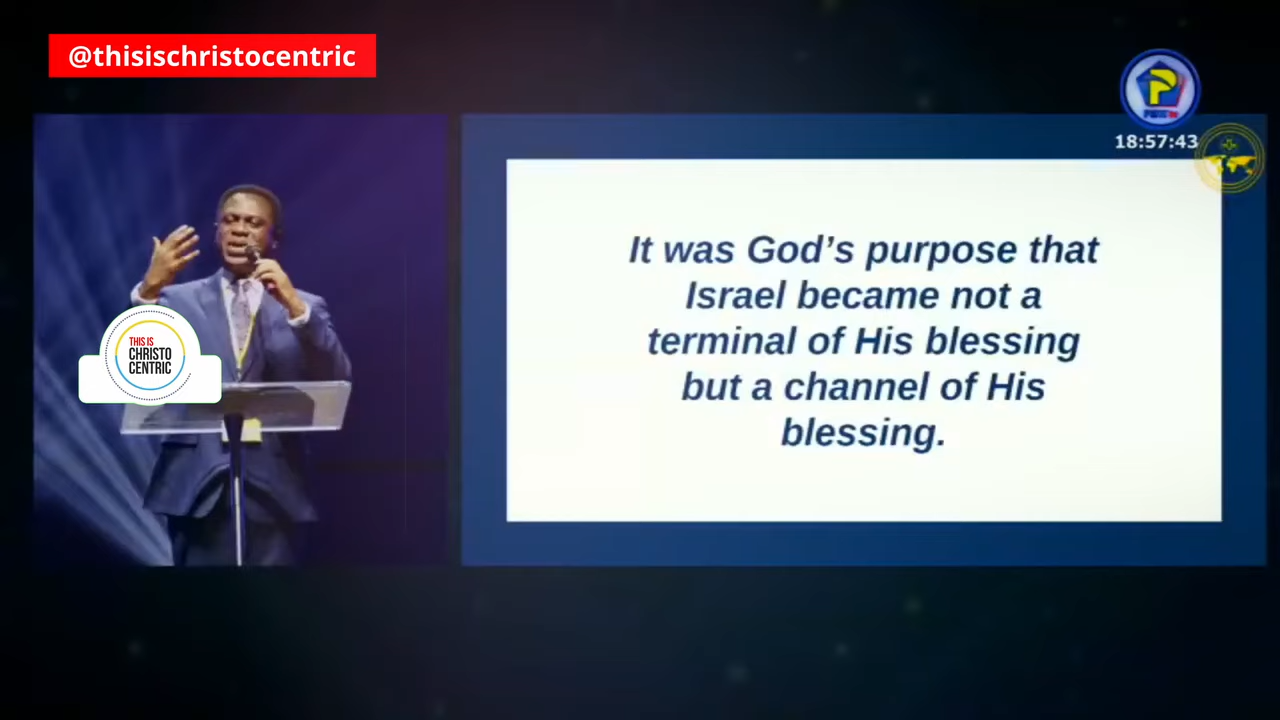 @thisischristocentric
P
18:57:43
It was God’s purpose that
Israel became not a
terminal of His blessing
but a channel of His
blessing.
THIS IS
CHRISTO
CENTRIC